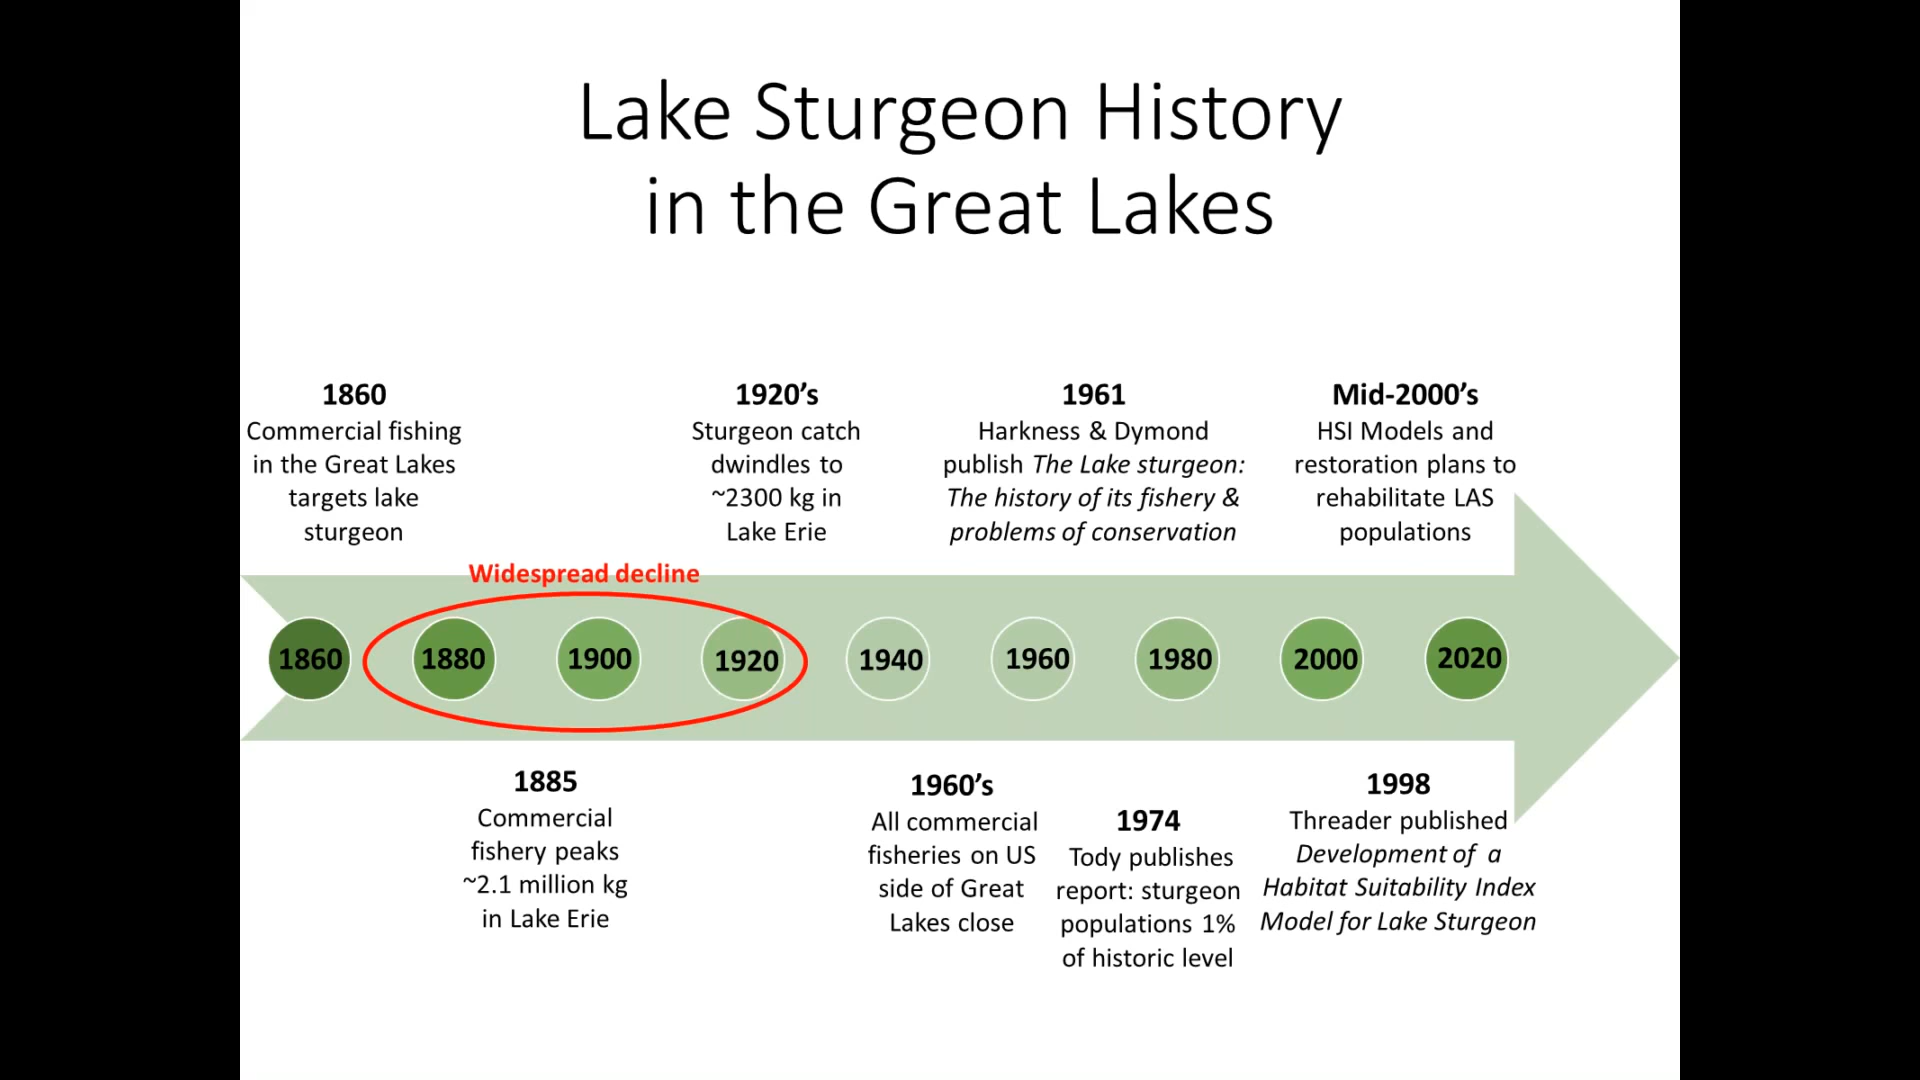 Lake Sturgeon History
in the Great Lakes
1860
Commercial fishing
in the Great Lakes
targets lake
sturgeon
1920’s
Sturgeon catch
dwindles to
~2300 kg in
Lake Erie
1961
Harkness & Dymond
publish The Lake sturgeon:
The history of its fishery &
problems of conservation
Mid-2000’s
HSI Models and
restoration plans to
rehabilitate LAS
populations
Widespread decline
1860 1880 1900 1920 1940 1960 1980 2000 2020
1885
Commercial
fishery peaks
~2.1 million kg
in Lake Erie
1960’s
All commercial
fisheries on US
side of Great
Lakes close
1974
Tody publishes
report: sturgeon
populations 1%
of historic level
1998
Threader published
Development of a
Habitat Suitability Index
Model for Lake Sturgeon